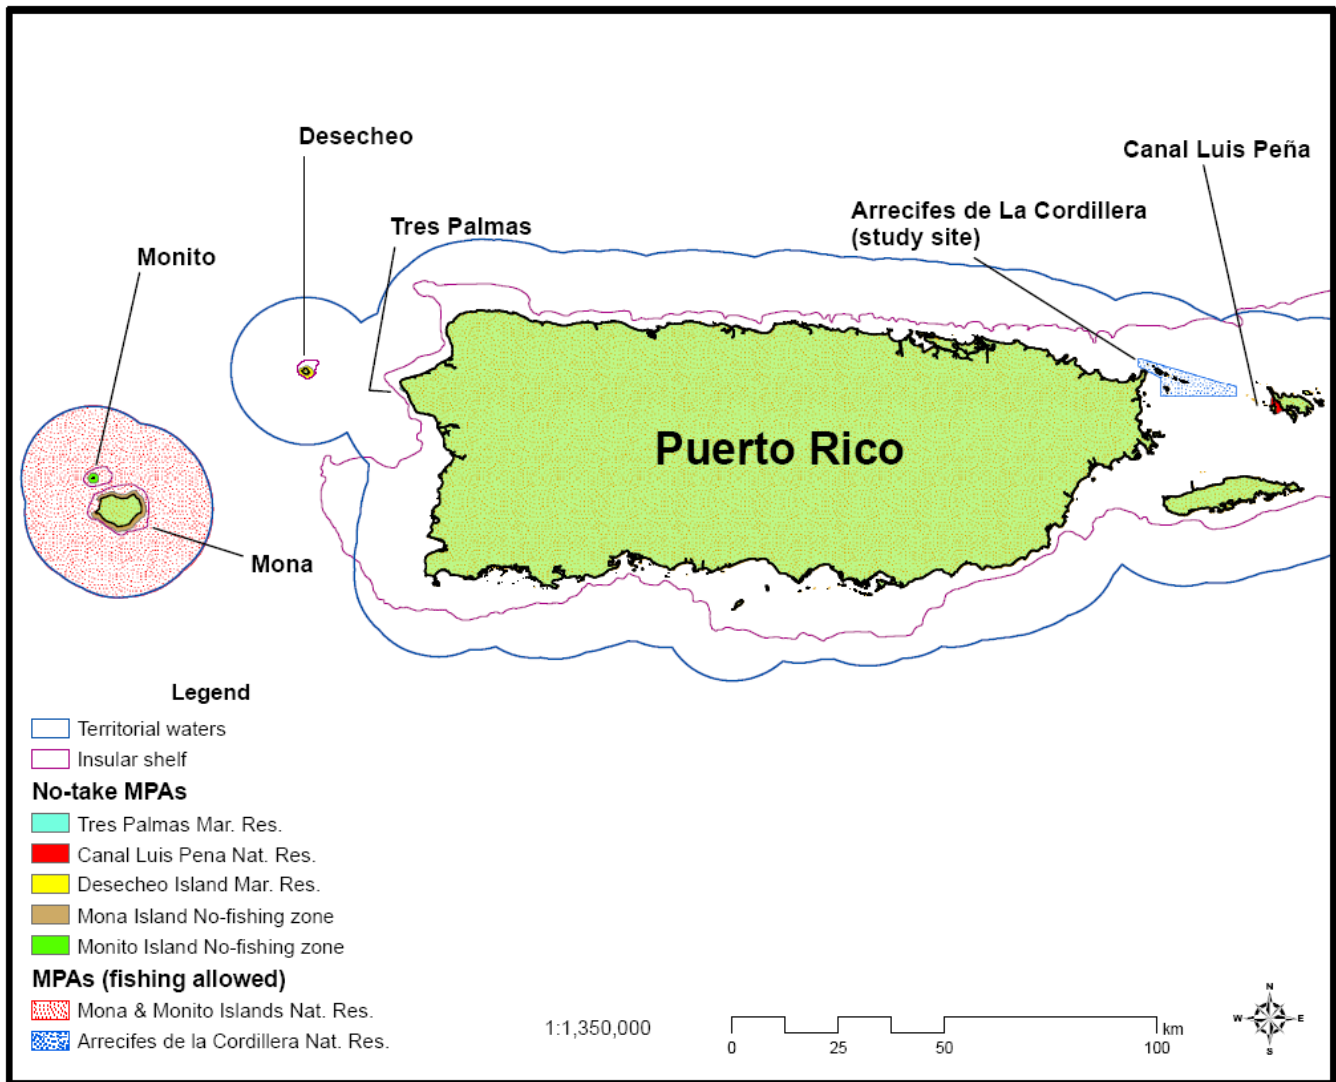 Desecheo
Canal Luis Peña
Arrecifes de La Cordillera
(study site)
Tres Palmas
Monito
Puerto Rico
Mona
Legend
Territorial waters
Insular shelf
No-take MPAs
Tres Palmas Mar. Res.
Canal Luis Pena Nat. Res.
Desecheo Island Mar. Res.
Mona Island No-fishing zone
Monito Island No-fishing zone
MPAs (fishing allowed)
Mona & Monito Islands Nat. Res.
Arrecifes de la Cordillera Nat. Res.
1:1,350,000
km
0 25 50 100
N
W E
S